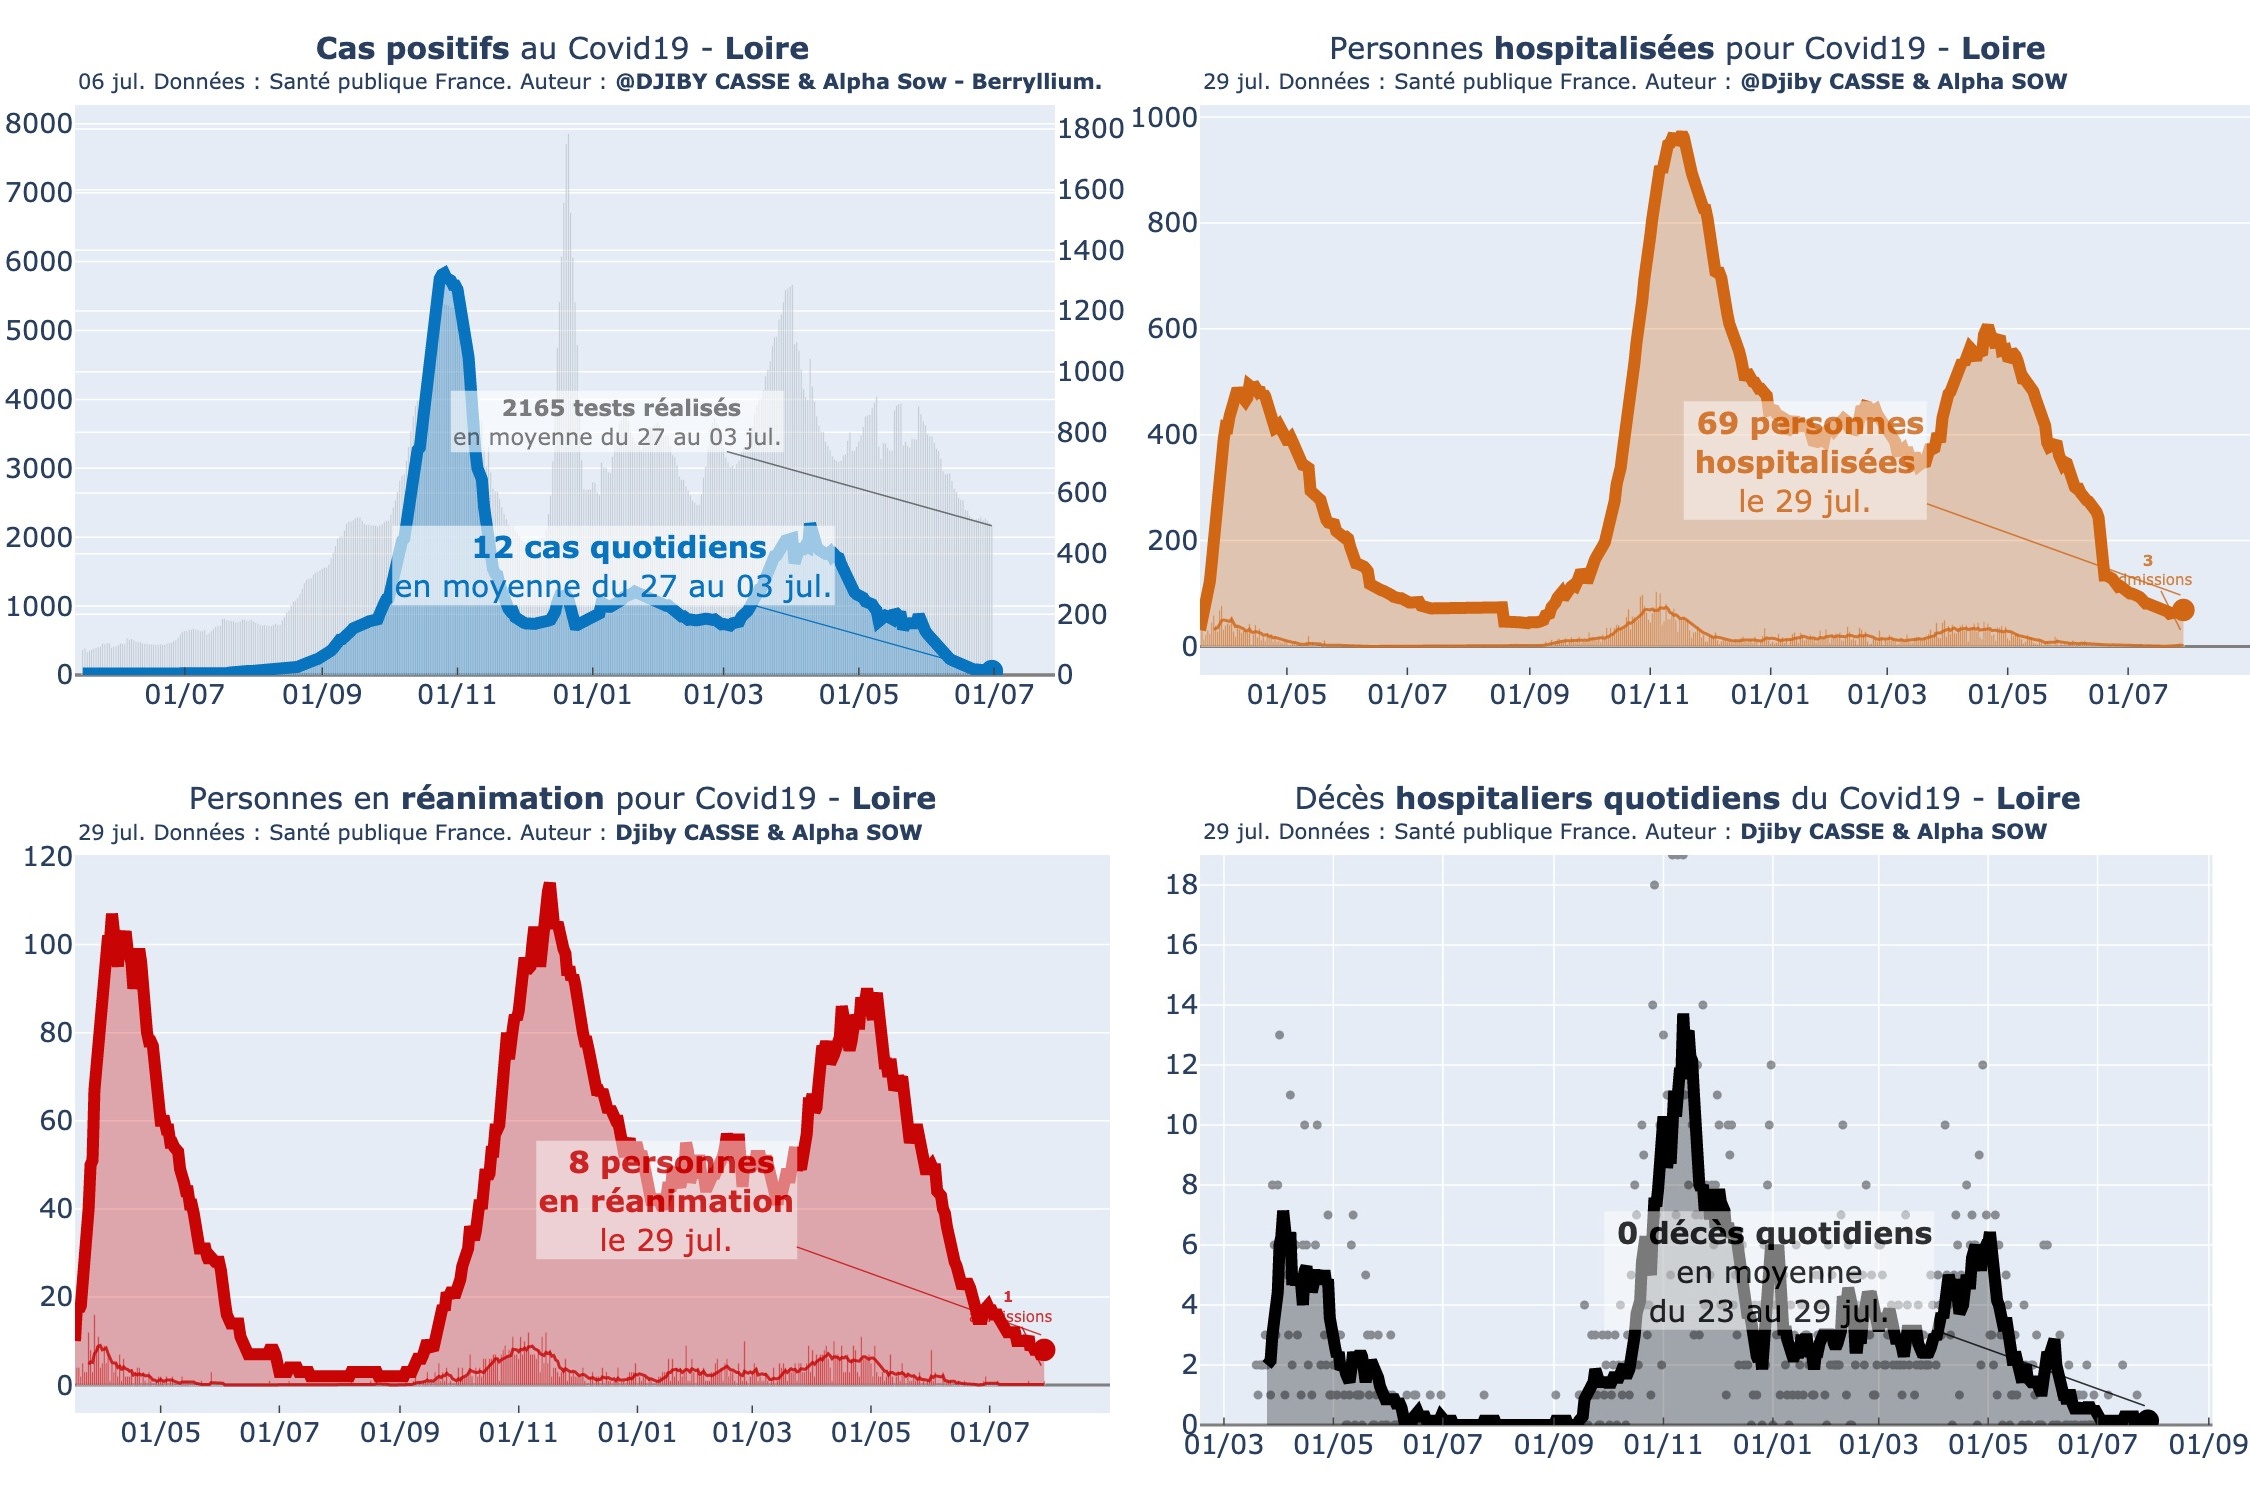 Cas positifs au Covid19 - Loire
06 jul. Données : Santé publique France. Auteur : @DJIBY CASSE & Alpha Sow - Berryllium.
8000
7000
6000
5000
4000
3000
2000
1000
0
1800
1600
1400
1200
1000
800
600
400
200
0
2165 tests réalisés
en moyenne du 27 au 03 jul.
12 cas quotidiens
en moyenne du 27 au 03 jul.
01/07 01/09 01/11 01/01 01/03 01/05 01/07
Personnes hospitalisées pour Covid19 - Loire
29 jul. Données : Santé publique France. Auteur : @Djiby CASSE & Alpha SOW
1000
800
600
400
200
0
69 personnes
hospitalisées
le 29 jul.
3
dmissions
01/05 01/07 01/09 01/11 01/01 01/03 01/05 01/07
Personnes en réanimation pour Covid19 - Loire
29 jul. Données : Santé publique France. Auteur : Djiby CASSE & Alpha SOW
120
100
80
60
40
20
0
8 personnes
en réanimation
le 29 jul.
1
ssions
01/05 01/07 01/09 01/11 01/01 01/03 01/05 01/07
Décès hospitaliers quotidiens du Covid19 - Loire
29 jul. Données : Santé publique France. Auteur : Djiby CASSE & Alpha SOW
18
16
14
12
10
8
6
4
2
0
0 décès quotidiens
en moyenne
du 23 au 29 jul.
01/03 01/05 01/07 01/09 01/11 01/01 01/03 01/05 01/07 01/09